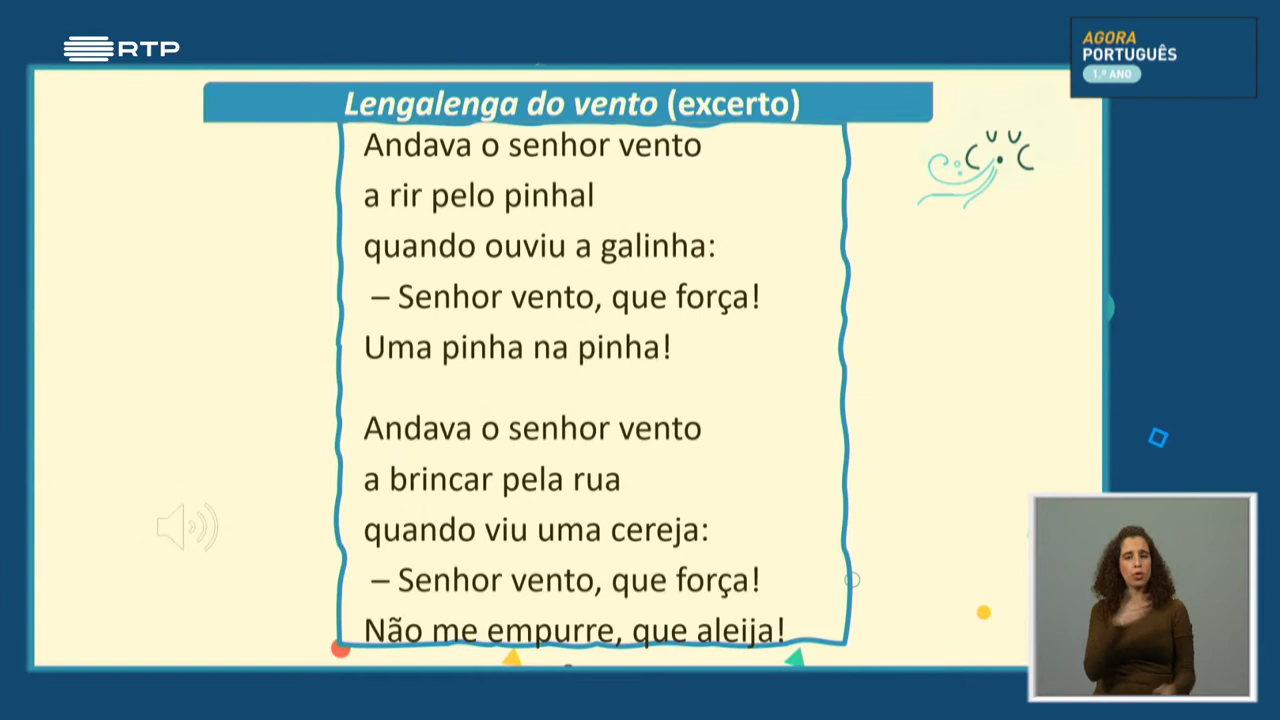 RTP
AGORA
PORTUGUÊS
1.º ANO
Lengalenga do vento (excerto)
Andava o senhor vento
a rir pelo pinhal
quando ouviu a galinha:
– Senhor vento, que força!
Uma pinha na pinha!
Andava o senhor vento
a brincar pela rua
quando viu uma cereja:
– Senhor vento, que força!
Não me empurre, que aleija!